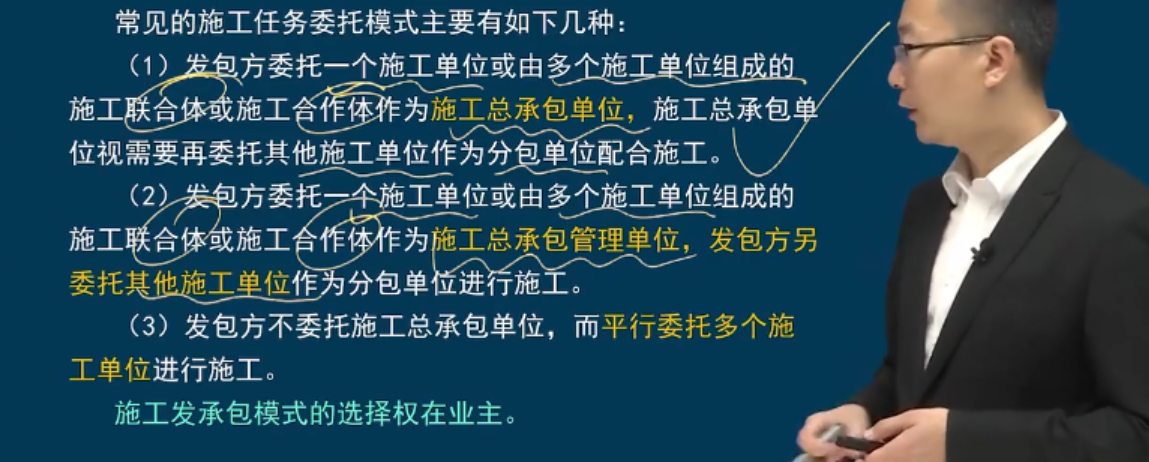 常见的施工任务委托模式主要有如下几种：
（1）发包方委托一个施工单位或由多个施工单位组成的
施工联合体或施工合作体作为施工总承包单位，施工总承包单
位视需要再委托其他施工单位作为分包单位配合施工。
（2）发包方委托一个施工单位或由多个施工单位组成的
施工联合体或施工合作体作为施工总承包管理单位，发包方另
委托其他施工单位作为分包单位进行施工。
（3）发包方不委托施工总承包单位，而平行委托多个施
工单位进行施工。
施工发承包模式的选择权在业主。